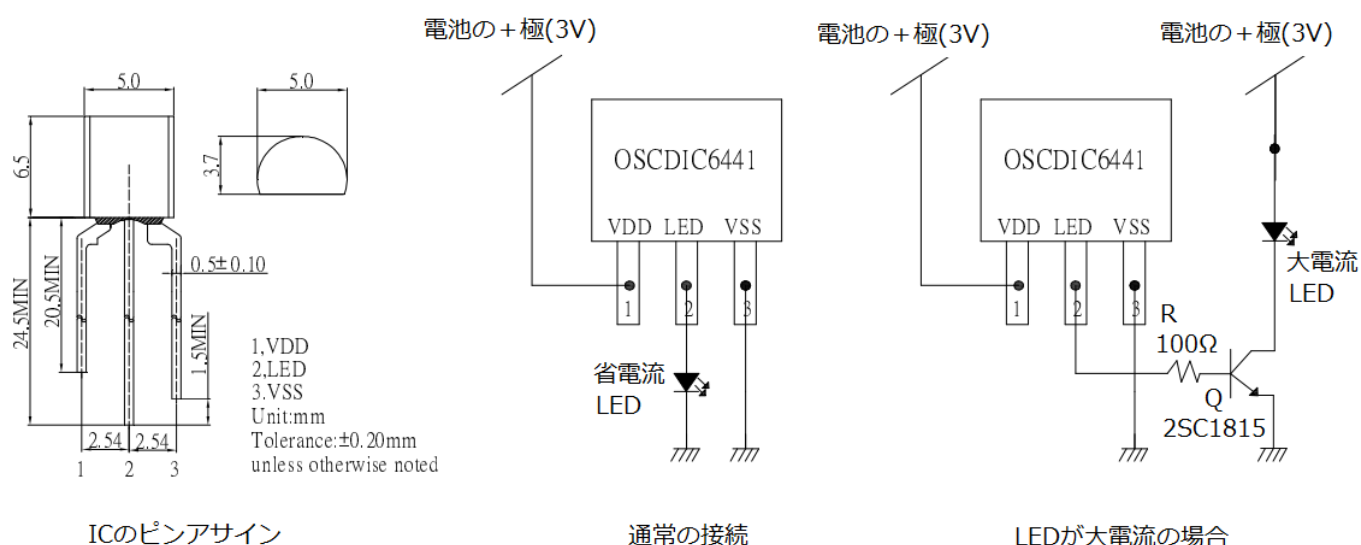 5.0
6.5
24.5MIN
20.5MIN
0.5±0.10
1.5MIN
2.54
2.54
1
2
3
5.0
3.7
1,VDD
2,LED
3.VSS
Unit:mm
Tolerance:±0.20mm
unless otherwise noted
ICのピンアサイン
電池の+極(3V)
OSCDIC6441
VDD LED VSS
1
2
3
省電流
LED
通常の接続
電池の+極(3V)
電池の+極(3V)
OSCDIC6441
VDD LED VSS
1
2
3
R
100Ω
大電流
LED
Q
2SC1815
LEDが大電流の場合